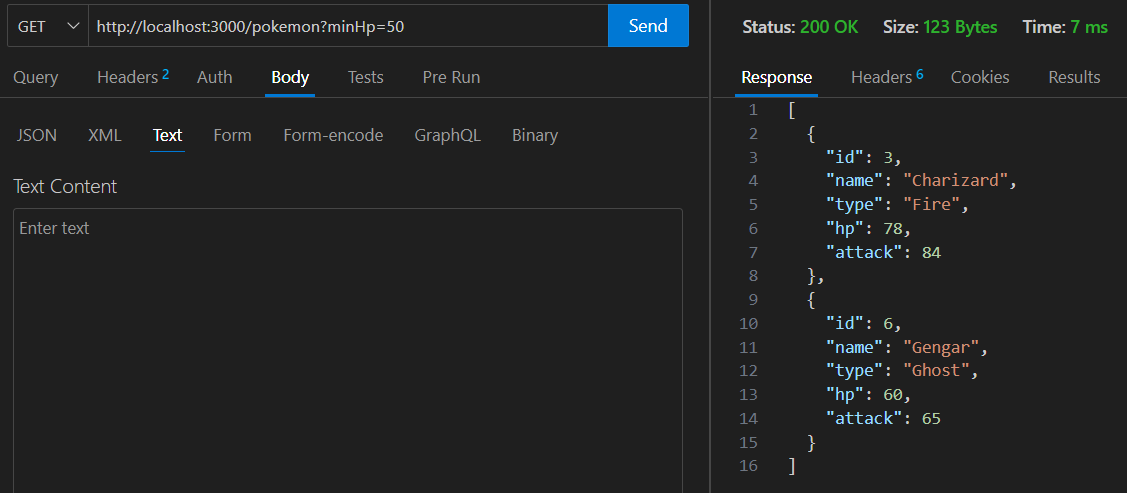 GET http://localhost:3000/pokemon?minHp=50 Send
Query Headers 2 Auth Body Tests Pre Run
JSON XML Text Form Form-encode GraphQL Binary
Text Content
Enter text
Status: 200 OK Size: 123 Bytes Time: 7 ms
Response Headers 6 Cookies Results
1 [
2 {
3 "id": 3,
4 "name": "Charizard",
5 "type": "Fire",
6 "hp": 78,
7 "attack": 84
8 },
9 {
10 "id": 6,
11 "name": "Gengar",
12 "type": "Ghost",
13 "hp": 60,
14 "attack": 65
15 }
16 ]